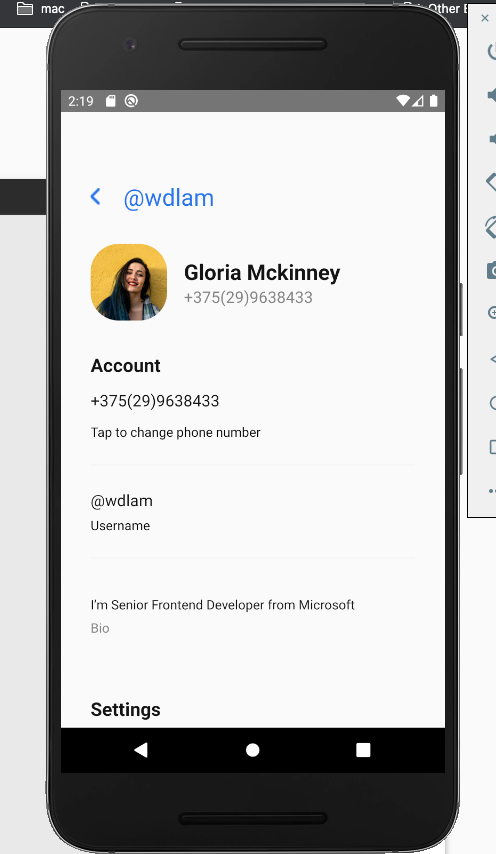 mac
Other
2:19
@wdlam
Gloria Mckinney
+375(29)9638433
Account
+375(29)9638433
Tap to change phone number
@wdlam
Username
I'm Senior Frontend Developer from Microsoft
Bio
Settings